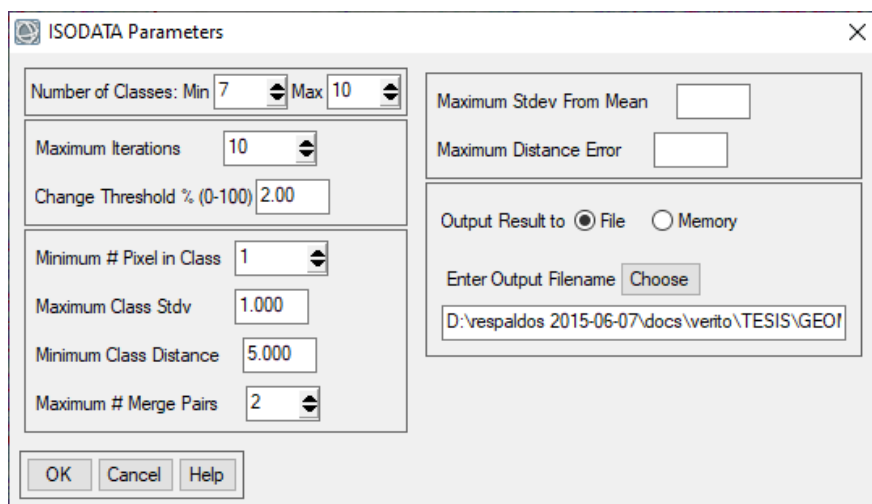 ISODATA Parameters
Number of Classes: Min 7 Max 10
Maximum Iterations 10
Change Threshold % (0-100) 2.00
Minimum # Pixel in Class 1
Maximum Class Stdv 1.000
Minimum Class Distance 5.000
Maximum # Merge Pairs 2
Maximum Stdev From Mean
Maximum Distance Error
Output Result to File Memory
Enter Output Filename Choose
D:\respaldos 2015-06-07\docs\verito\TESIS\GEOM
OK Cancel Help